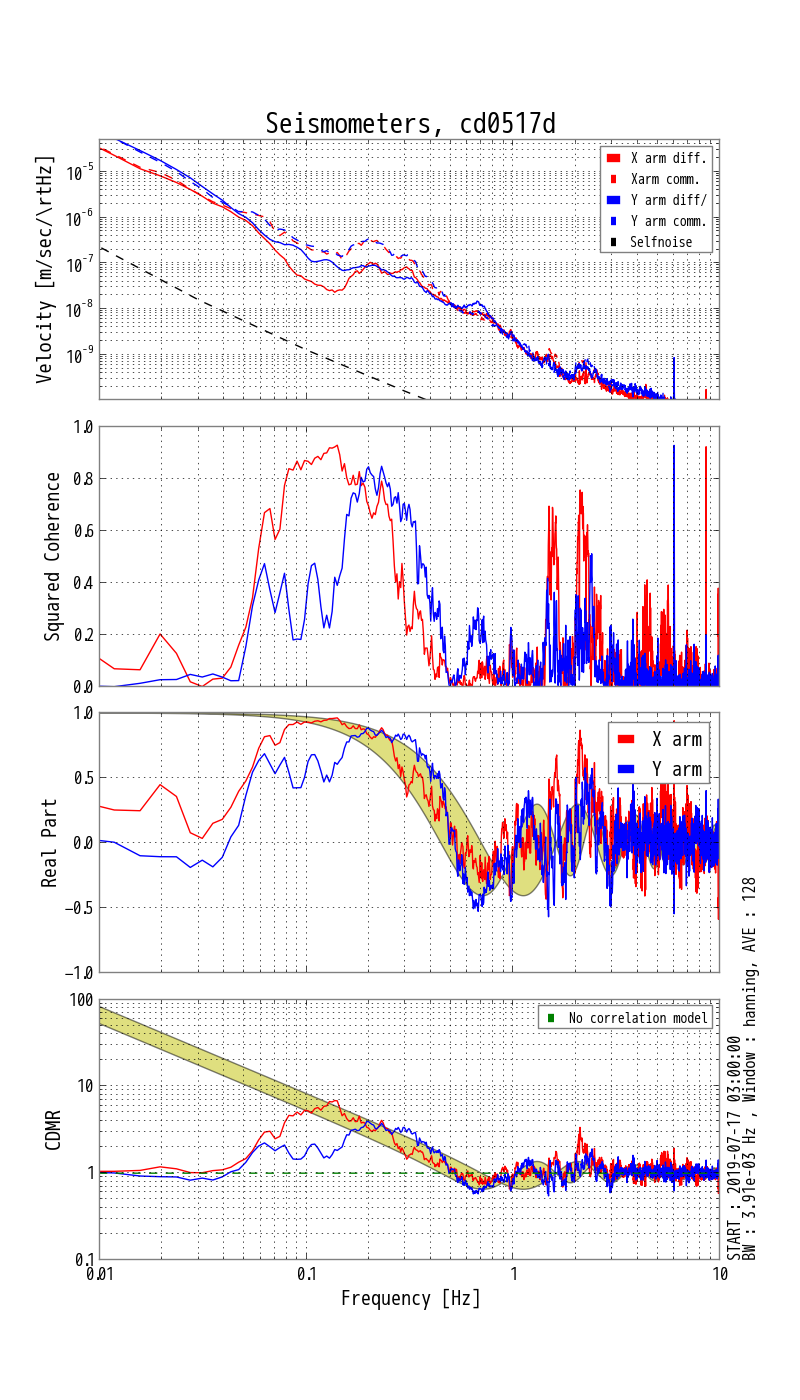 Seismometers, cd0517d
Velocity [m/sec/\rtHz]
10^-5
10^-6
10^-7
10^-8
10^-9
X arm diff.
Xarm comm.
Y arm diff/
Y arm comm.
Selfnoise
Squared Coherence
1.0
0.8
0.6
0.4
0.2
0.0
Real Part
1.0
0.5
0.0
−0.5
−1.0
X arm
Y arm
CDMR
100
10
1
0.1
No correlation model
0.01
0.1
1
10
Frequency [Hz]
START : 2019-07-17 03:00:00
BW : 3.91e-03 Hz , Window : hanning, AVE : 128